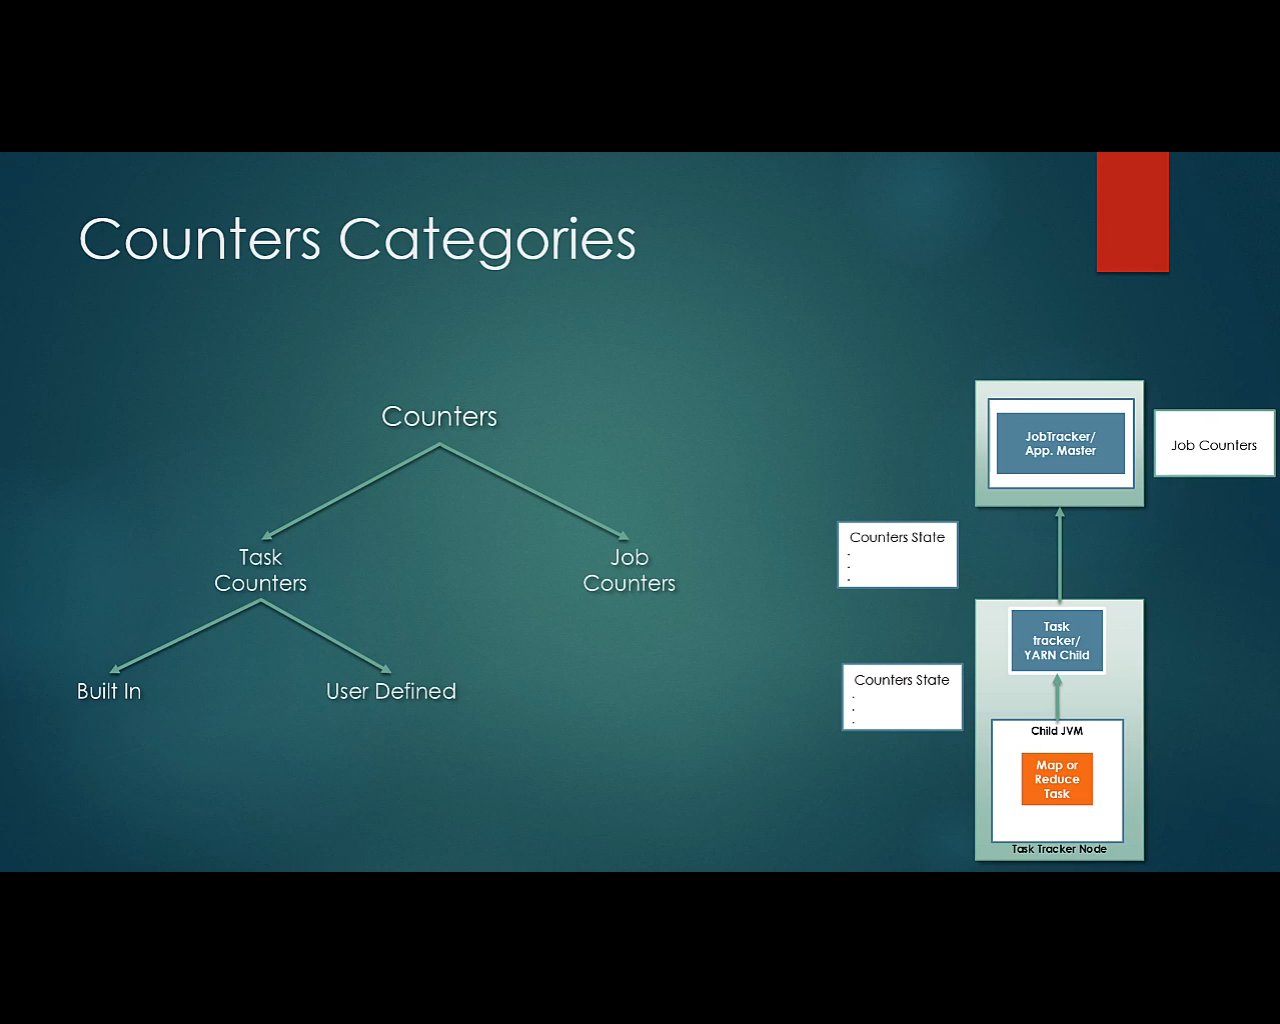 Counters Categories
Counters
Task
Counters
Job
Counters
Built In
User Defined
JobTracker/
App. Master
Job Counters
Counters State
.
.
.
Task
tracker/
YARN Child
Counters State
.
.
.
Child JVM
Map or
Reduce
Task
Task Tracker Node